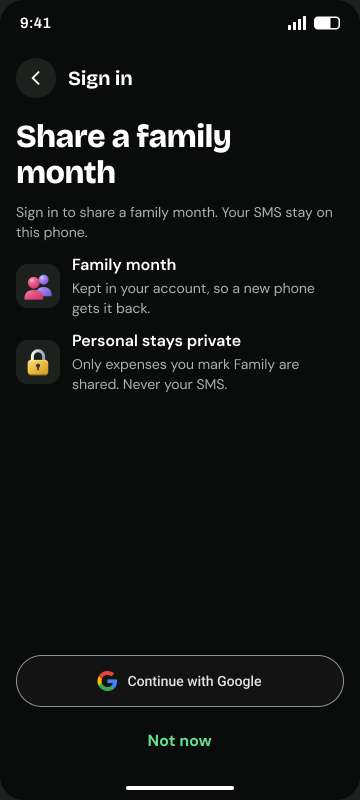 9:41
Sign in
Share a family
month
Sign in to share a family month. Your SMS stay on
this phone.
Family month
Kept in your account, so a new phone
gets it back.
Personal stays private
Only expenses you mark Family are
shared. Never your SMS.
Continue with Google
Not now